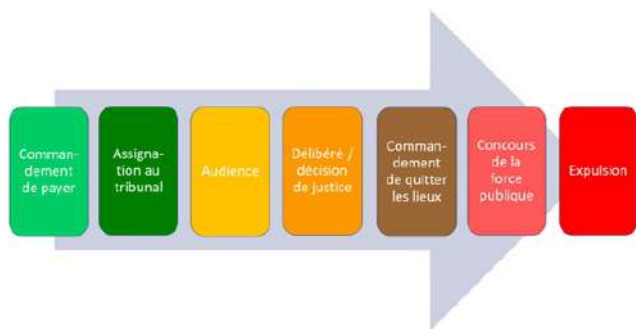 Comman-
dement
de payer
Assigna-
tion au
tribunal
Audience
Délibéré /
décision
de justice
Comman-
dement
de quitter
les lieux
Concours
de la
force
publique
Expulsion